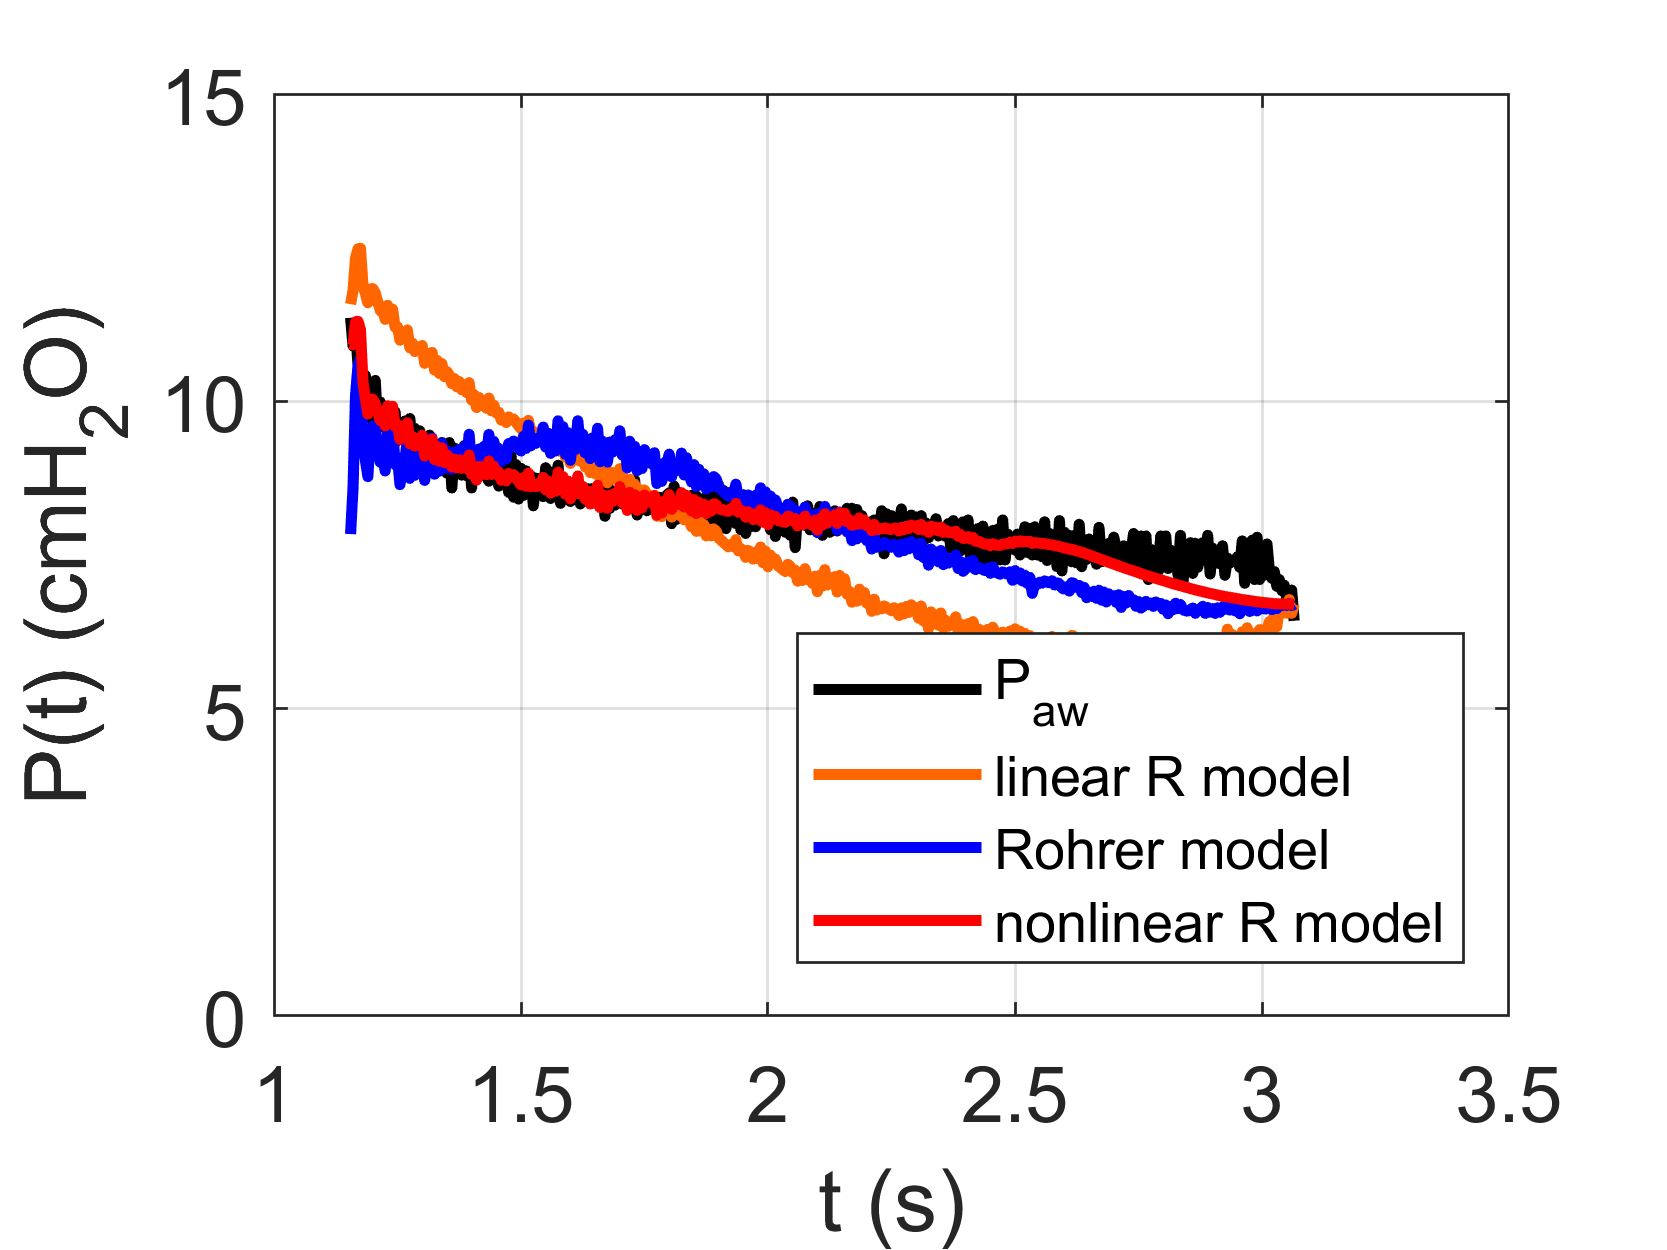 P(t) (cmH₂O)
15
10
5
0
P_aw
linear R model
Rohrer model
nonlinear R model
1 1.5 2 2.5 3 3.5
t (s)